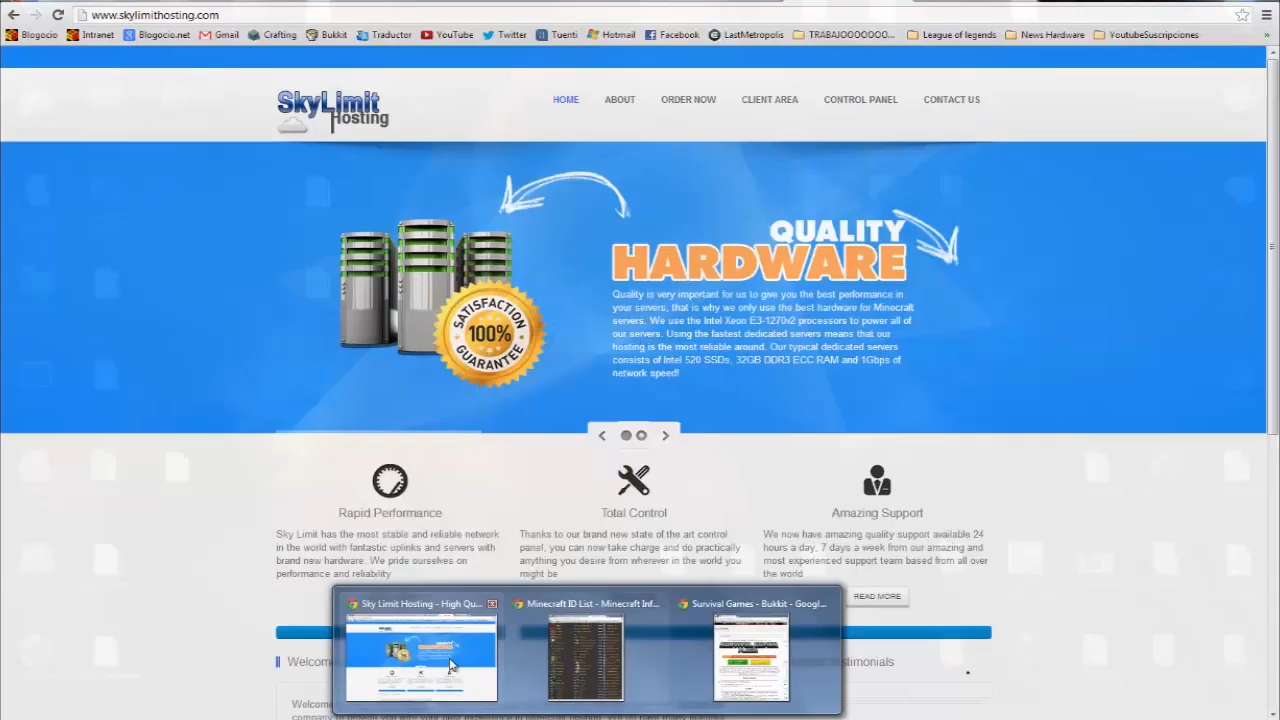 www.skylimithosting.com
Blogocio Intranet Blogocio.net Gmail Crafting Bukkit Traductor YouTube Twitter Tuenti Hotmail Facebook LastMetropolis TRABAJOOOOOO... League of legends News Hardware YoutubeSuscripciones »
SkyLimit
Hosting
HOME ABOUT ORDER NOW CLIENT AREA CONTROL PANEL CONTACT US
SATISFACTION
100%
GUARANTEE
QUALITY
HARDWARE
Quality is very important for us to give you the best performance in
your servers, that is why we only use the best hardware for Minecraft
servers. We use the Intel Xeon E3-1270v2 processors to power all of
our servers. Using the fastest dedicated servers means that our
hosting is the most reliable around. Our typical dedicated servers
consists of Intel 520 SSDs, 32GB DDR3 ECC RAM and 1Gbps of
network speed!
Rapid Performance
Sky Limit has the most stable and reliable network
in the world with fantastic uplinks and servers with
brand new hardware. We pride ourselves on
performance and reliability
Total Control
Thanks to our brand new state of the art control
panel, you can now take charge and do practically
anything you desire from wherever in the world you
might be
Amazing Support
We now have amazing quality support available 24
hours a day, 7 days a week from our amazing and
most experienced support team based from all over
the world
READ MORE
Sky Limit Hosting - High Qu... Minecraft ID List - Minecraft Inf... Survival Games - Bukkit - Googl...
Welcom
Welcome